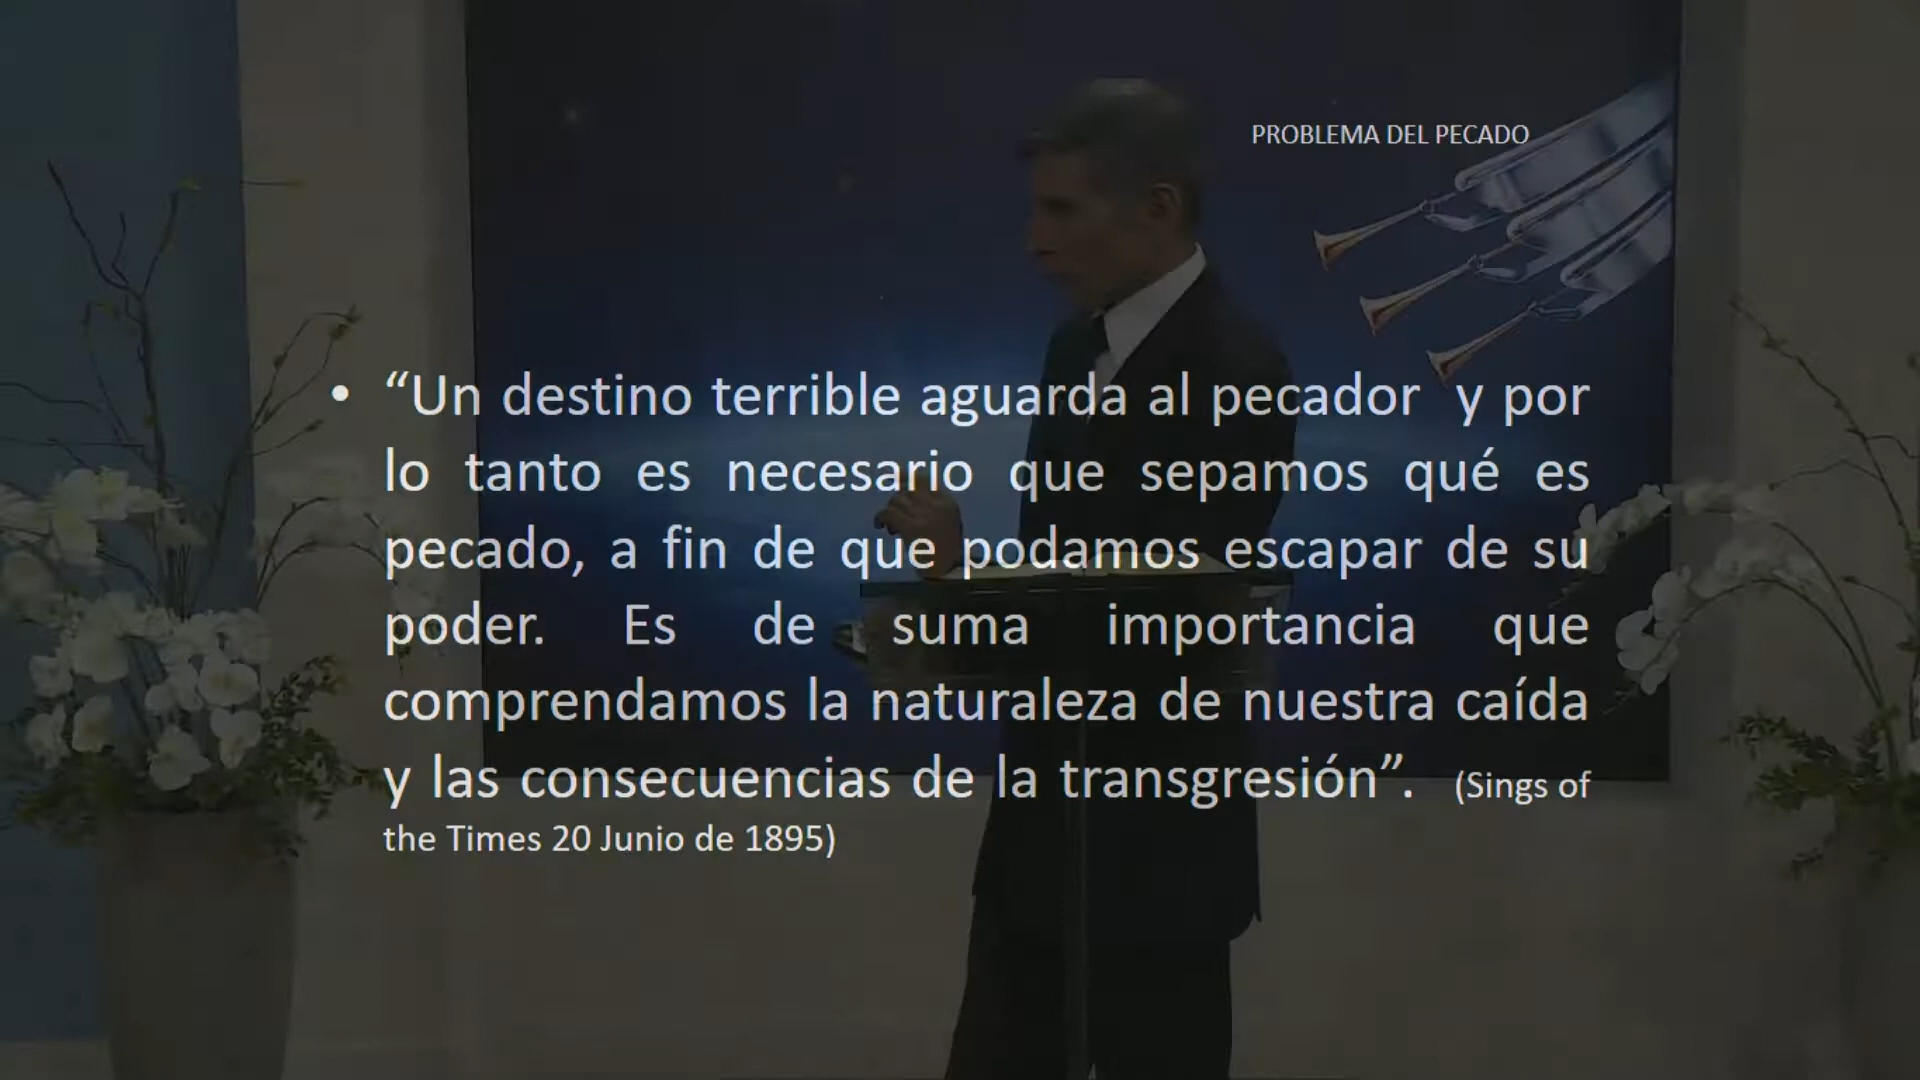 PROBLEMA DEL PECADO
• “Un destino terrible aguarda al pecador y por
lo tanto es necesario que sepamos qué es
pecado, a fin de que podamos escapar de su
poder. Es de suma importancia que
comprendamos la naturaleza de nuestra caída
y las consecuencias de la transgresión”. (Sings of
the Times 20 Junio de 1895)